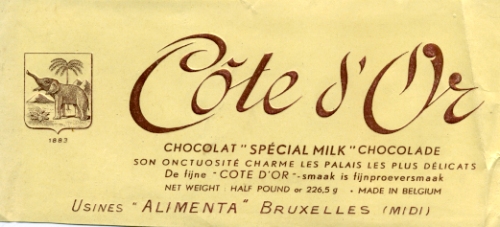 Côte d'Or
1883
CHOCOLAT "SPÉCIAL MILK" CHOCOLADE
SON ONCTUOSITÉ CHARME LES PALAIS LES PLUS DÉLICATS
De fijne "COTE D'OR"-smaak is fijnproeversmaak
NET WEIGHT: HALF POUND or 226,5 g • MADE IN BELGIUM
USINES "ALIMENTA" BRUXELLES (MIDI)